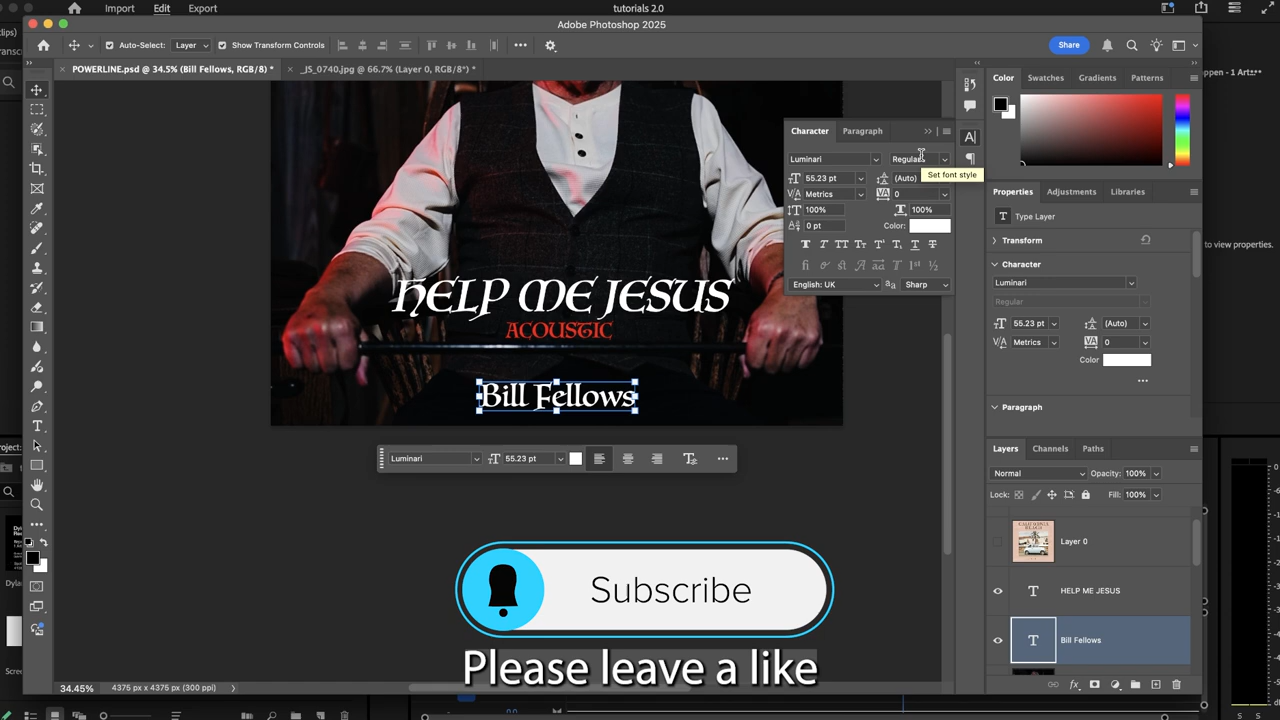 Import Edit Export tutorials 2.0
Adobe Photoshop 2025
Auto-Select: Layer Show Transform Controls Share
POWERLINE.psd @ 34.5% (Bill Fellows, RGB/8) * _JS_0740.jpg @ 66.7% (Layer 0, RGB/8*) *
Color Swatches Gradients Patterns
Character Paragraph
Luminari Regular
Set font style
55.23 pt (Auto)
Metrics 0
100% 100%
0 pt Color:
English: UK Sharp
Properties Adjustments Libraries
Type Layer
Transform
Character
Luminari
Regular
55.23 pt (Auto)
Metrics 0
Color
Paragraph
to view properties.
HELP ME JESUS
ACOUSTIC
Bill Fellows
Luminari 55.23 pt
Layers Channels Paths
Normal Opacity: 100%
Lock: Fill: 100%
Layer 0
HELP ME JESUS
Bill Fellows
Subscribe
Please leave a like
34.45% 4376 px x 4375 px (300 ppi)